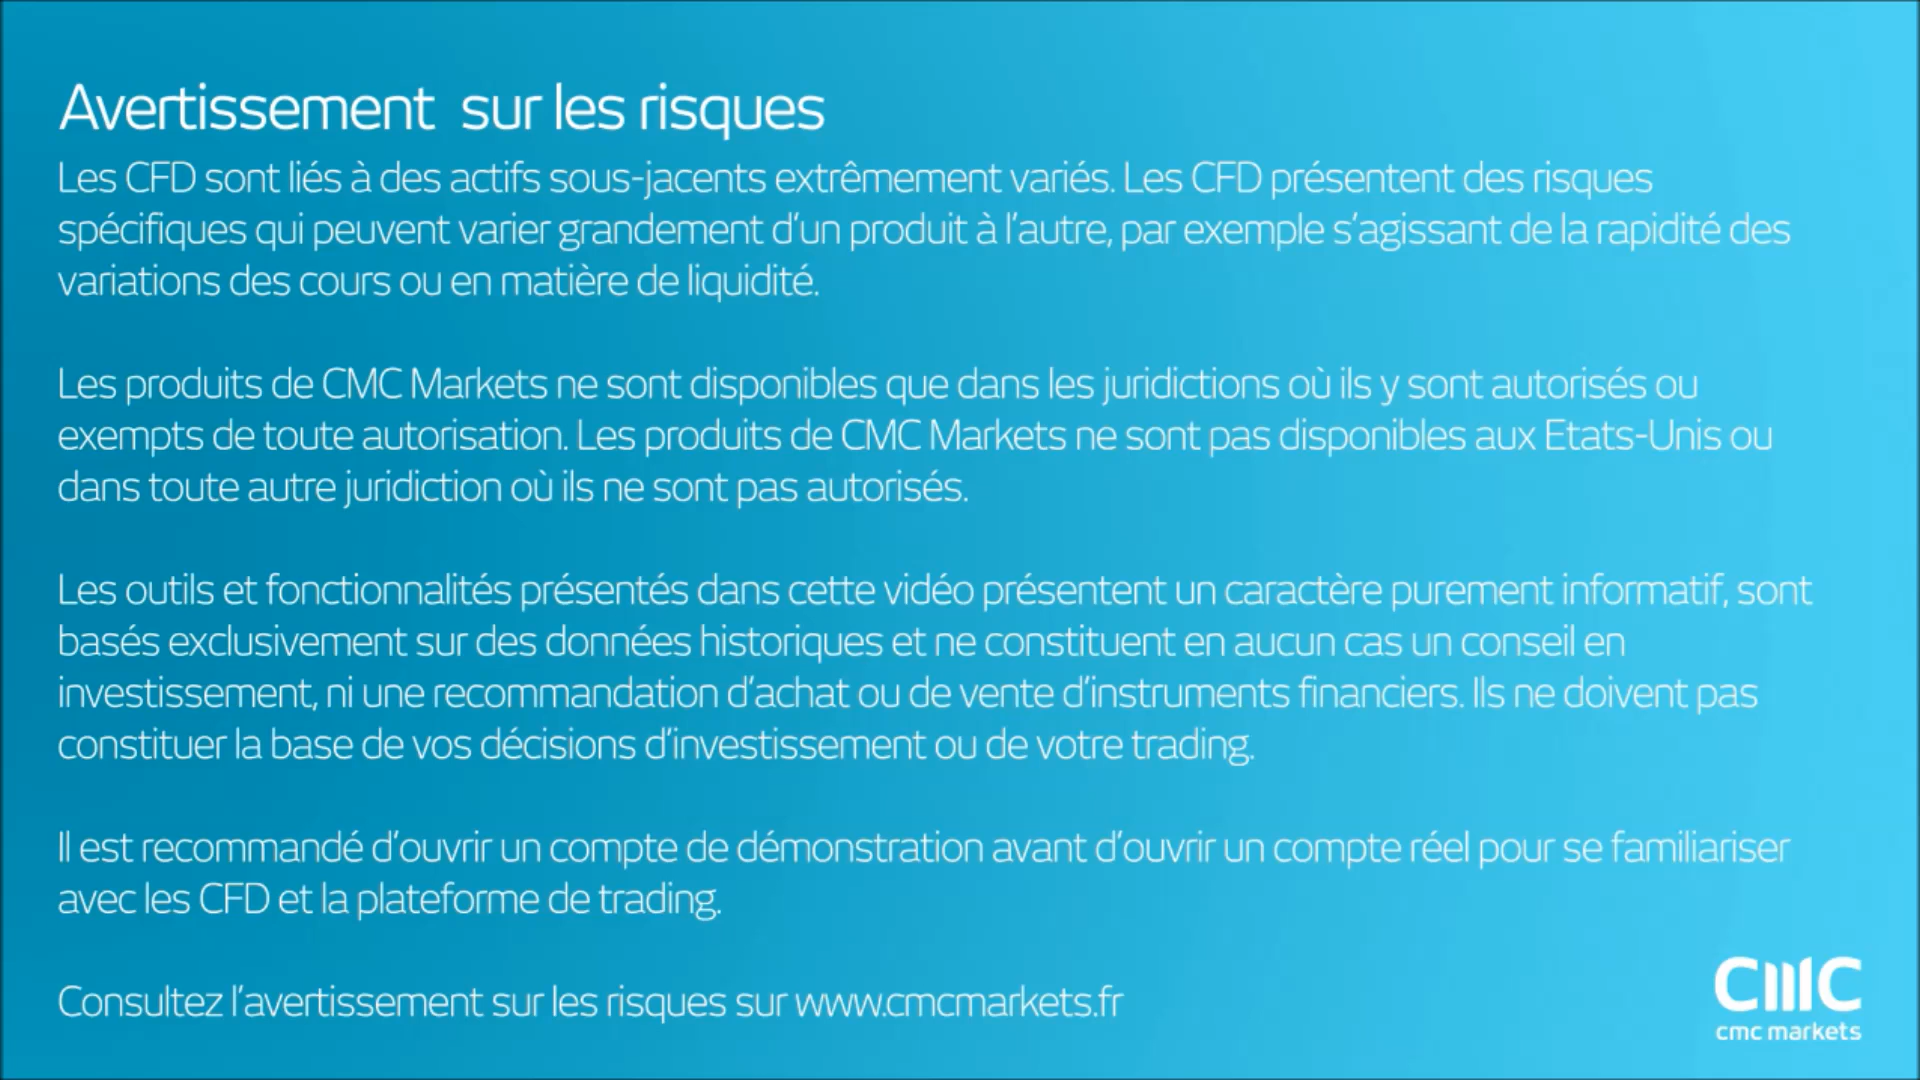 Avertissement sur les risques
Les CFD sont liés à des actifs sous-jacents extrêmement variés. Les CFD présentent des risques
spécifiques qui peuvent varier grandement d’un produit à l’autre, par exemple s’agissant de la rapidité des
variations des cours ou en matière de liquidité.
Les produits de CMC Markets ne sont disponibles que dans les juridictions où ils y sont autorisés ou
exempts de toute autorisation. Les produits de CMC Markets ne sont pas disponibles aux Etats-Unis ou
dans toute autre juridiction où ils ne sont pas autorisés.
Les outils et fonctionnalités présentés dans cette vidéo présentent un caractère purement informatif, sont
basés exclusivement sur des données historiques et ne constituent en aucun cas un conseil en
investissement, ni une recommandation d’achat ou de vente d’instruments financiers. Ils ne doivent pas
constituer la base de vos décisions d’investissement ou de votre trading.
Il est recommandé d’ouvrir un compte de démonstration avant d’ouvrir un compte réel pour se familiariser
avec les CFD et la plateforme de trading.
Consultez l’avertissement sur les risques sur www.cmcmarkets.fr
CMC
cmc markets